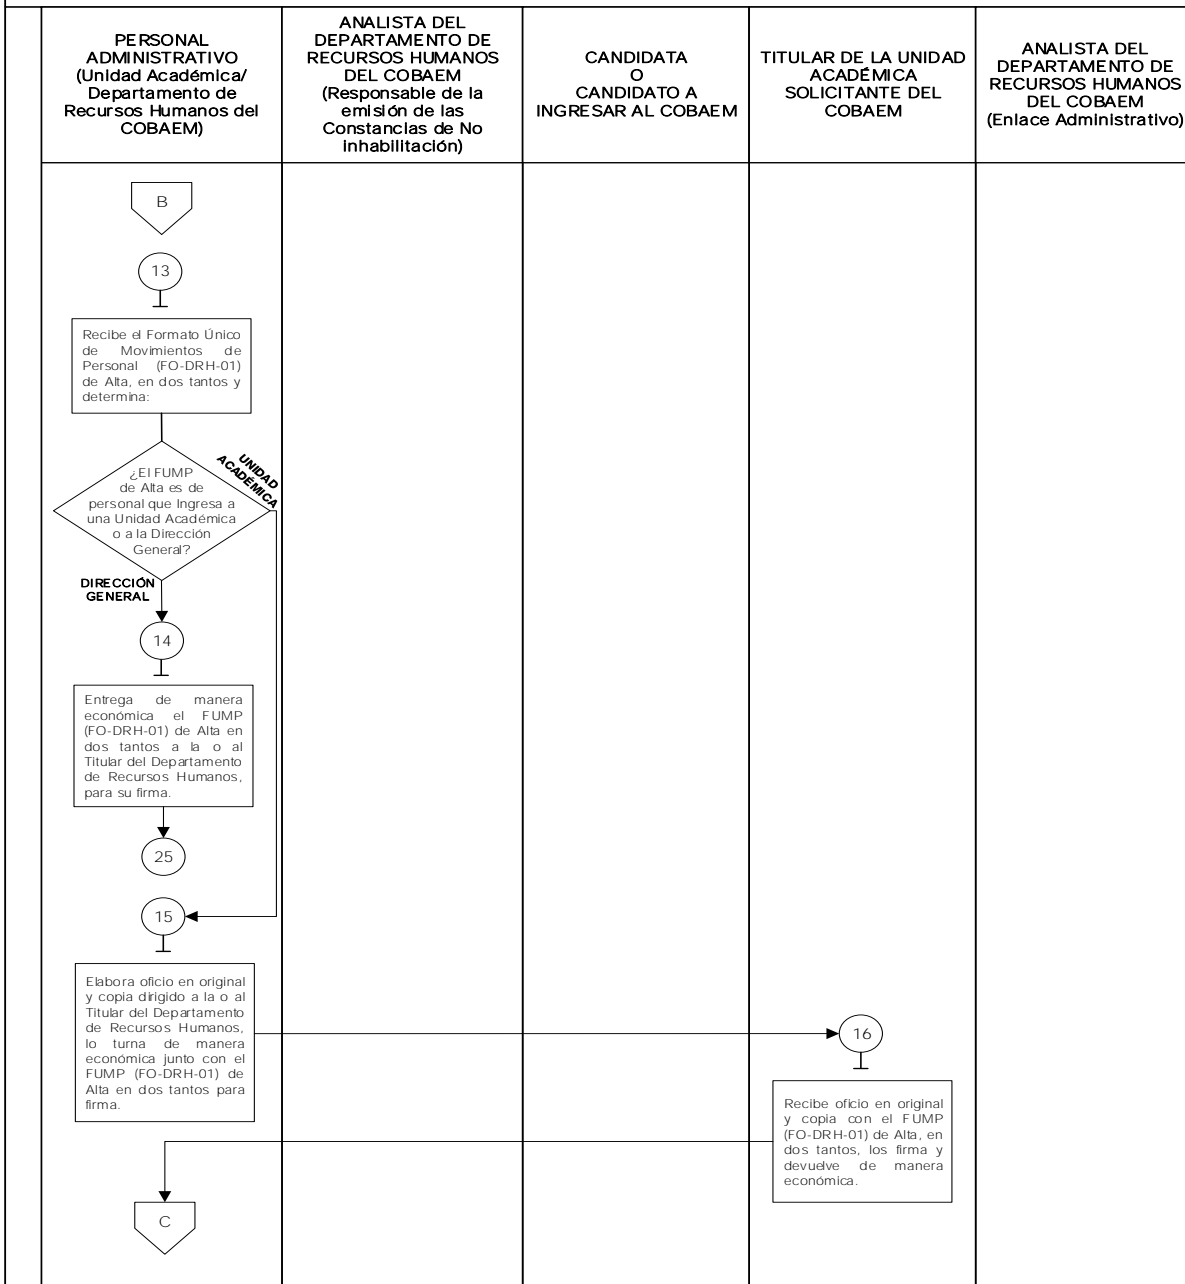 PERSONAL
ADMINISTRATIVO
(Unidad Académica/
Departamento de
Recursos Humanos del
COBAEM)
ANALISTA DEL
DEPARTAMENTO DE
RECURSOS HUMANOS
DEL COBAEM
(Responsable de la
emisión de las
Constancias de No
inhabilitación)
CANDIDATA
O
CANDIDATO A
INGRESAR AL COBAEM
TITULAR DE LA UNIDAD
ACADÉMICA
SOLICITANTE DEL
COBAEM
ANALISTA DEL
DEPARTAMENTO DE
RECURSOS HUMANOS
DEL COBAEM
(Enlace Administrativo)
B
13
Recibe el Formato Único
de Movimientos de
Personal (FO-DRH-01)
de Alta, en dos tantos y
determina:
¿El FUMP
de Alta es de
personal que Ingresa a
una Unidad Académica
o a la Dirección
General?
UNIDAD
ACADÉMICA
DIRECCIÓN
GENERAL
14
Entrega de manera
económica el FUMP
(FO-DRH-01) de Alta en
dos tantos a la o al
Titular del Departamento
de Recursos Humanos,
para su firma.
25
15
Elabora oficio en original
y copia dirigido a la o al
Titular del Departamento
de Recursos Humanos,
lo turna de manera
económica junto con el
FUMP (FO-DRH-01) de
Alta en dos tantos para
firma.
16
Recibe oficio en original
y copia con el FUMP
(FO-DRH-01) de Alta, en
dos tantos, los firma y
devuelve de manera
económica.
C